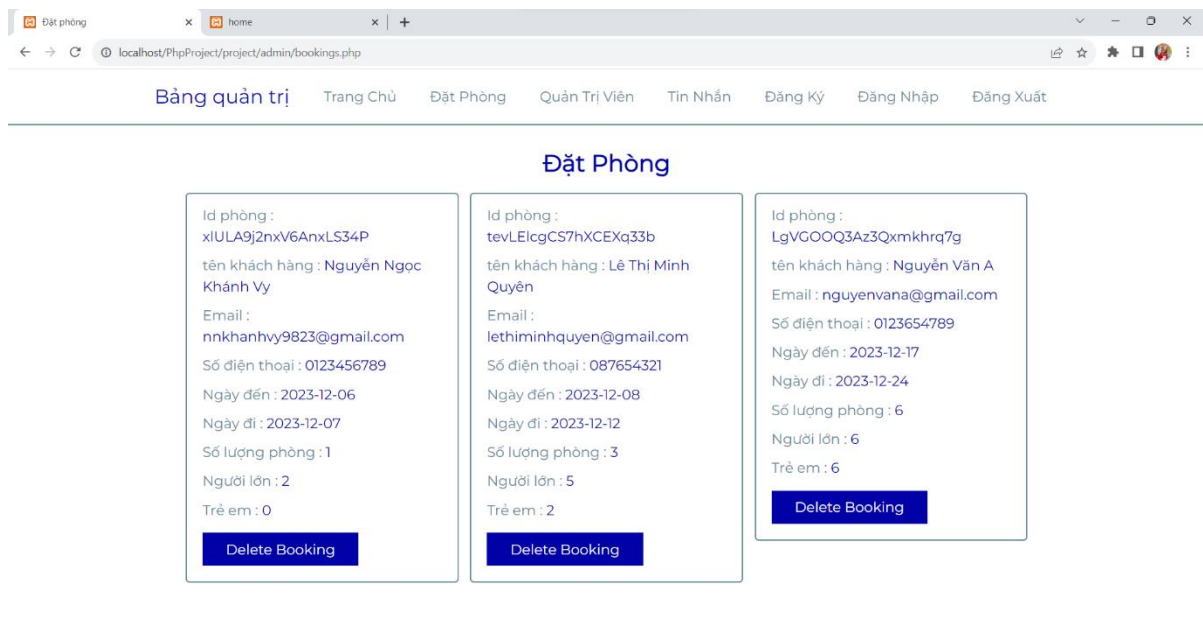 Đặt phòng
home
localhost/PhpProject/project/admin/bookings.php
Bảng quản trị Trang Chủ Đặt Phòng Quản Trị Viên Tin Nhắn Đăng Ký Đăng Nhập Đăng Xuất
Đặt Phòng
Id phòng :
xlULA9j2nxV6AnxLS34P
tên khách hàng : Nguyễn Ngọc
Khánh Vy
Email :
nnkhanhvy9823@gmail.com
Số điện thoại : 0123456789
Ngày đến : 2023-12-06
Ngày đi : 2023-12-07
Số lượng phòng : 1
Người lớn : 2
Trẻ em : 0
Delete Booking
Id phòng :
tevLElcgCS7hXCEXq33b
tên khách hàng : Lê Thị Minh
Quyên
Email :
lethiminhquyen@gmail.com
Số điện thoại : 087654321
Ngày đến : 2023-12-08
Ngày đi : 2023-12-12
Số lượng phòng : 3
Người lớn : 5
Trẻ em : 2
Delete Booking
Id phòng :
LgVGOOQ3Az3Qxmkhrq7g
tên khách hàng : Nguyễn Văn A
Email : nguyenvana@gmail.com
Số điện thoại : 0123654789
Ngày đến : 2023-12-17
Ngày đi : 2023-12-24
Số lượng phòng : 6
Người lớn : 6
Trẻ em : 6
Delete Booking